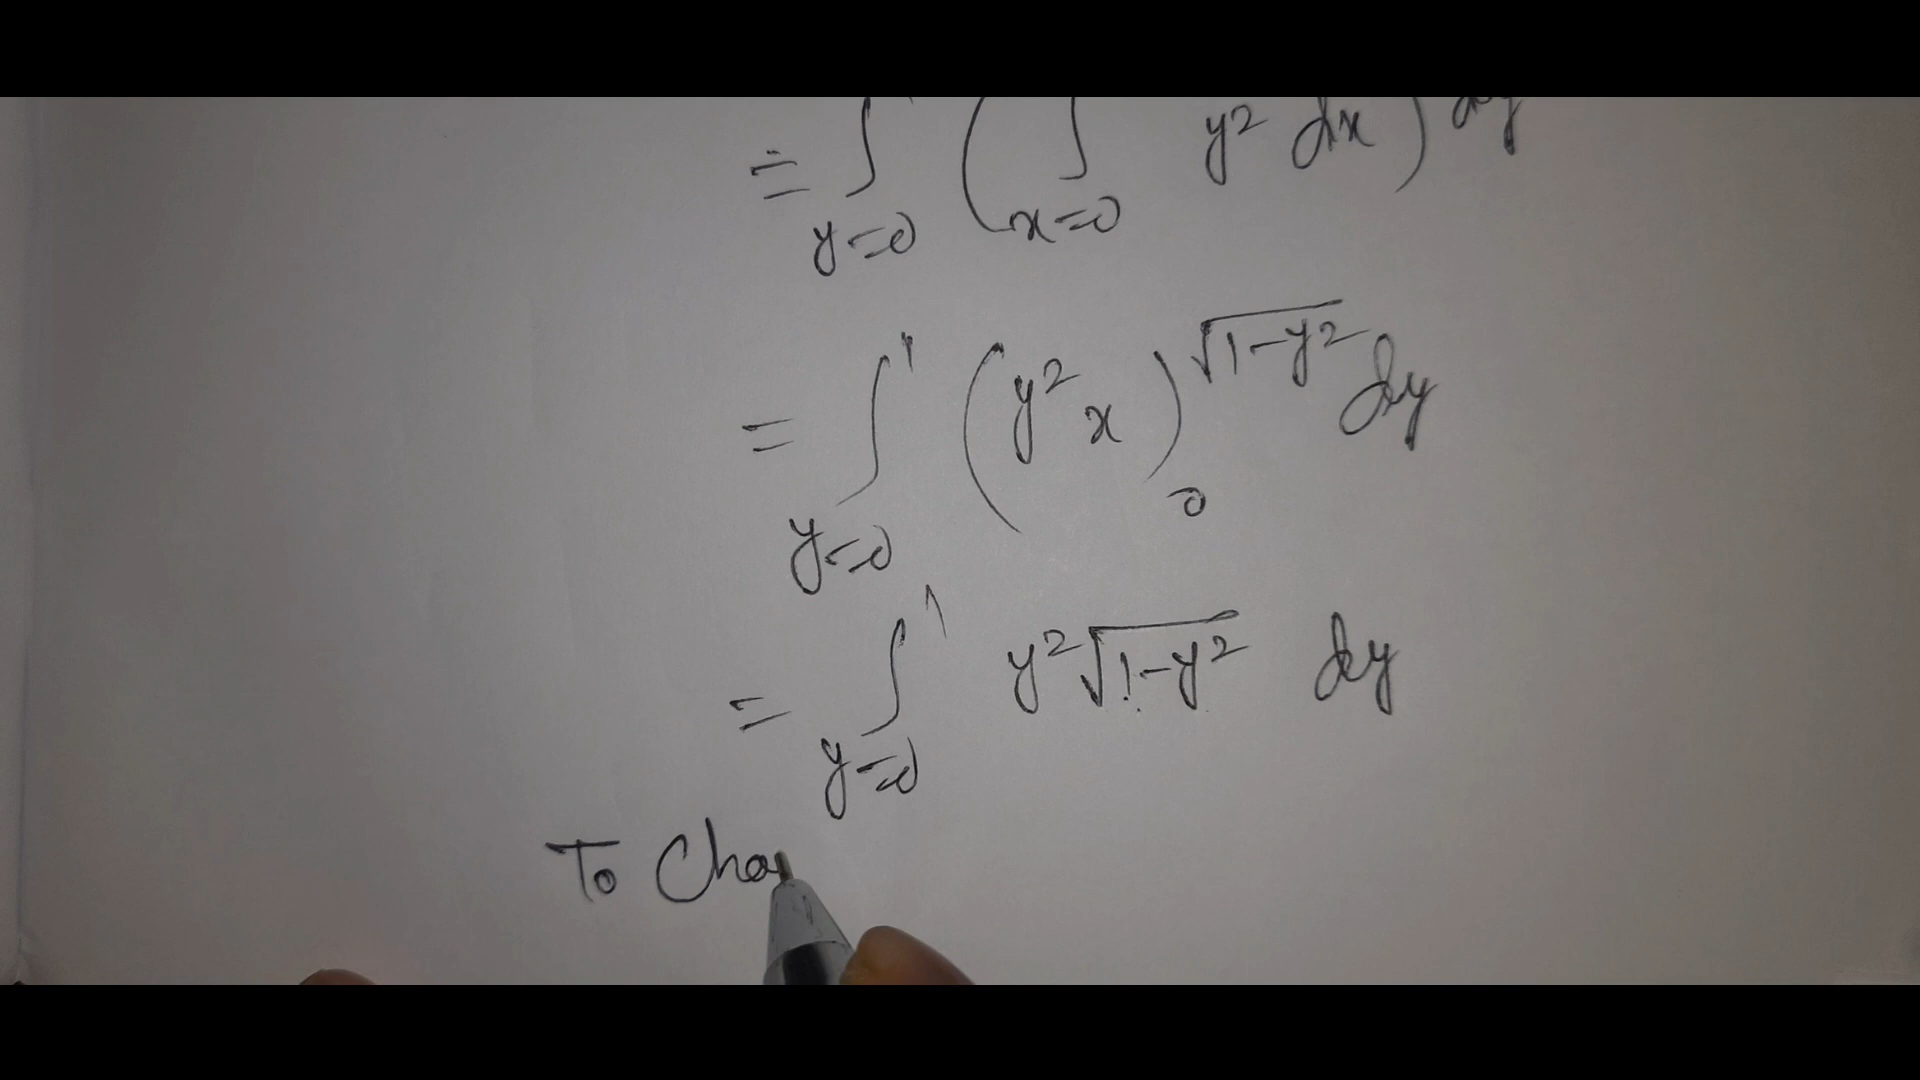 = ∫ ( ∫ y² dx ) dy
y=0 x=0
= ∫ ( y² x ) √1-y² dy
y=0 1 0
= ∫ y² √1-y² dy
y=0 1
To Cha